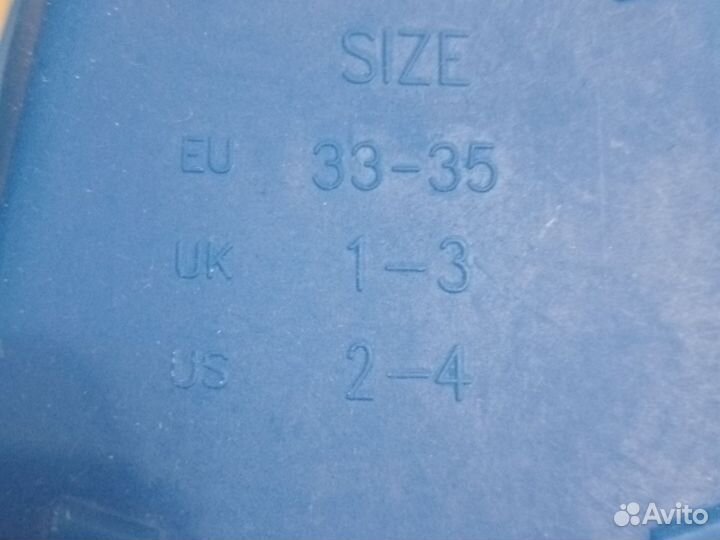 SIZE
EU 33-35
UK 1-3
US 2-4
Avito